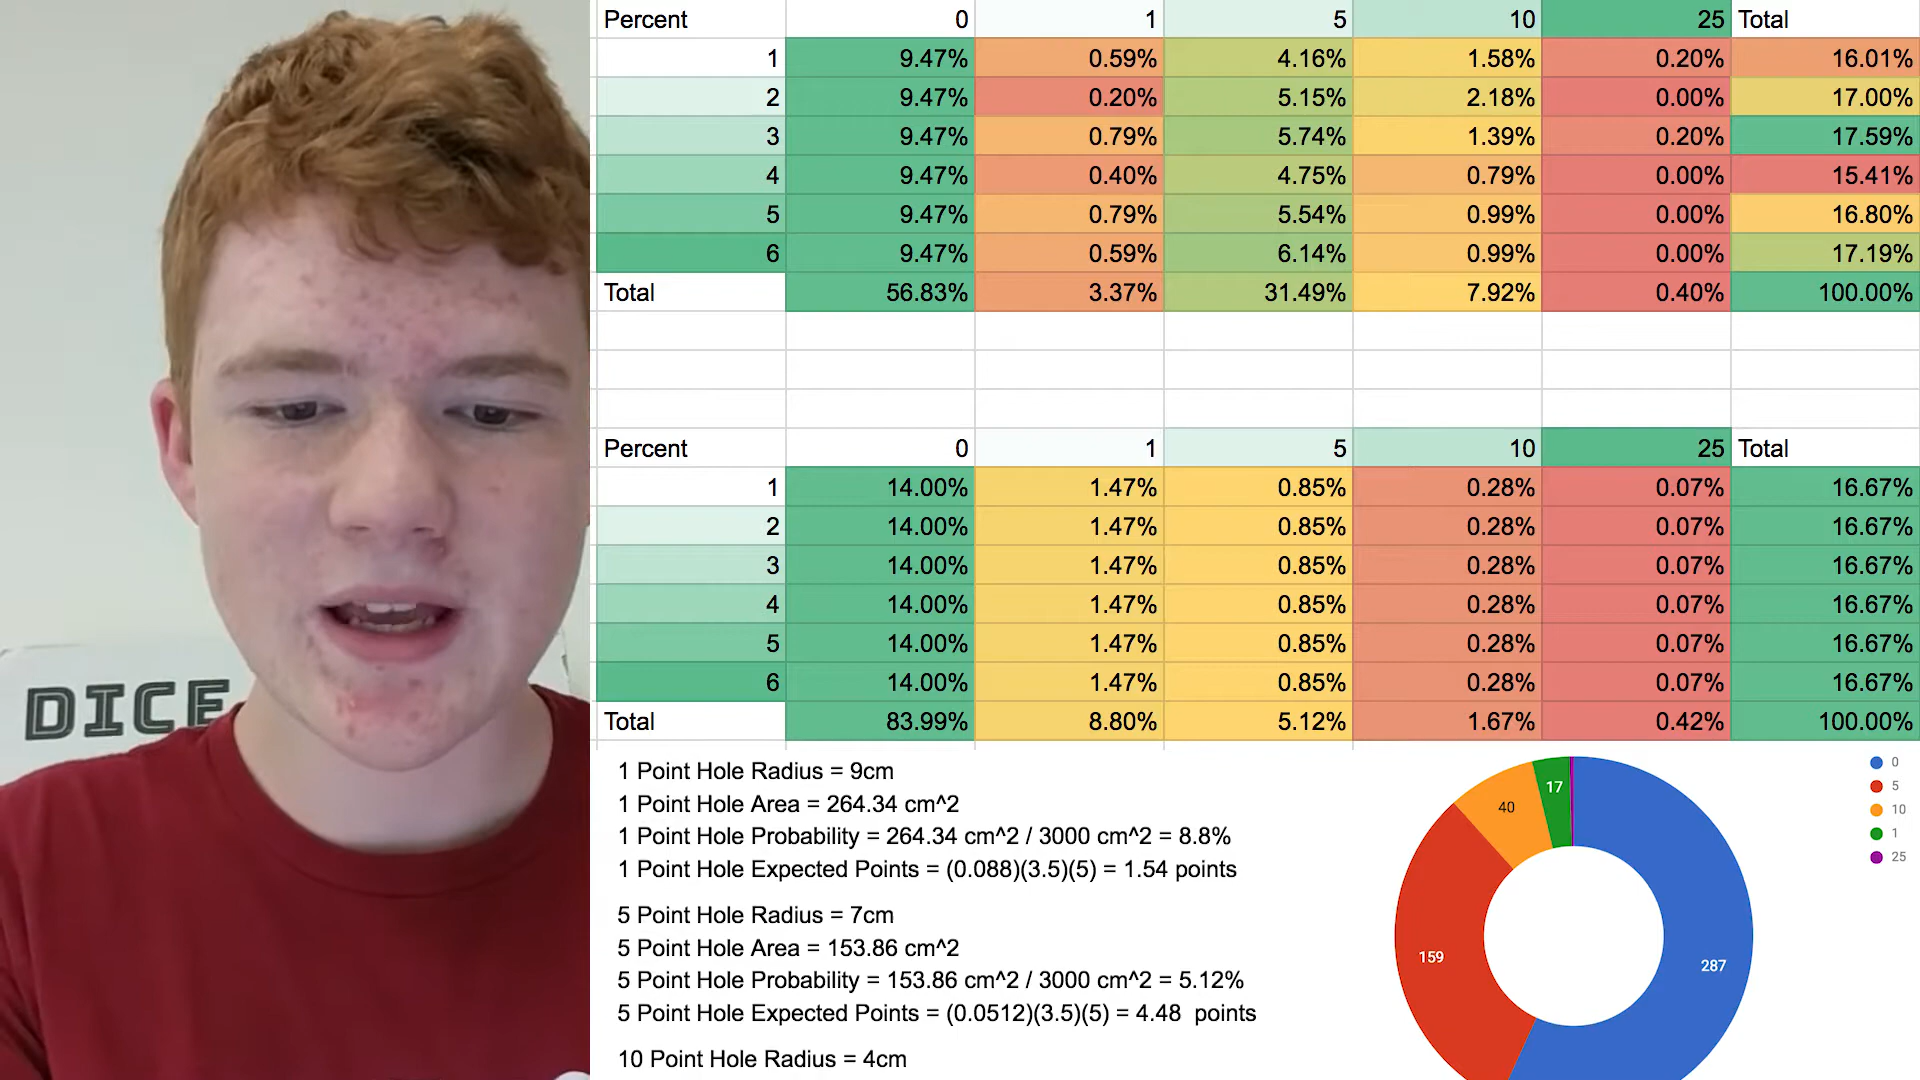 Percent 0 1 5 10 25 Total
1 9.47% 0.59% 4.16% 1.58% 0.20% 16.01%
2 9.47% 0.20% 5.15% 2.18% 0.00% 17.00%
3 9.47% 0.79% 5.74% 1.39% 0.20% 17.59%
4 9.47% 0.40% 4.75% 0.79% 0.00% 15.41%
5 9.47% 0.79% 5.54% 0.99% 0.00% 16.80%
6 9.47% 0.59% 6.14% 0.99% 0.00% 17.19%
Total 56.83% 3.37% 31.49% 7.92% 0.40% 100.00%
Percent 0 1 5 10 25 Total
1 14.00% 1.47% 0.85% 0.28% 0.07% 16.67%
2 14.00% 1.47% 0.85% 0.28% 0.07% 16.67%
3 14.00% 1.47% 0.85% 0.28% 0.07% 16.67%
4 14.00% 1.47% 0.85% 0.28% 0.07% 16.67%
5 14.00% 1.47% 0.85% 0.28% 0.07% 16.67%
6 14.00% 1.47% 0.85% 0.28% 0.07% 16.67%
Total 83.99% 8.80% 5.12% 1.67% 0.42% 100.00%
DICE
1 Point Hole Radius = 9cm
1 Point Hole Area = 264.34 cm^2
1 Point Hole Probability = 264.34 cm^2 / 3000 cm^2 = 8.8%
1 Point Hole Expected Points = (0.088)(3.5)(5) = 1.54 points
5 Point Hole Radius = 7cm
5 Point Hole Area = 153.86 cm^2
5 Point Hole Probability = 153.86 cm^2 / 3000 cm^2 = 5.12%
5 Point Hole Expected Points = (0.0512)(3.5)(5) = 4.48 points
10 Point Hole Radius = 4cm
17
40
159
287
0
5
10
1
25